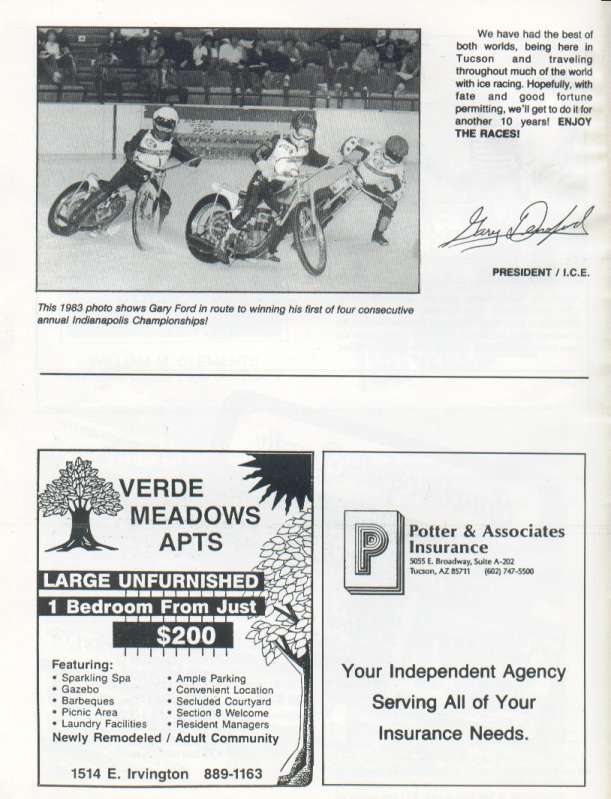 We have had the best of
both worlds, being here in
Tucson and traveling
throughout much of the world
with ice racing. Hopefully, with
fate and good fortune
permitting, we'll get to do it for
another 10 years! ENJOY
THE RACES!
PRESIDENT / I.C.E.
This 1983 photo shows Gary Ford in route to winning his first of four consecutive
annual Indianapolis Championships!
VERDE
MEADOWS
APTS
LARGE UNFURNISHED
1 Bedroom From Just
$200
Featuring:
• Sparkling Spa
• Gazebo
• Barbeques
• Picnic Area
• Laundry Facilities
• Ample Parking
• Convenient Location
• Secluded Courtyard
• Section 8 Welcome
• Resident Managers
Newly Remodeled / Adult Community
1514 E. Irvington 889-1163
P
Potter & Associates
Insurance
5055 E. Broadway, Suite A-202
Tucson, AZ 85711 (602) 747-5500
Your Independent Agency
Serving All of Your
Insurance Needs.